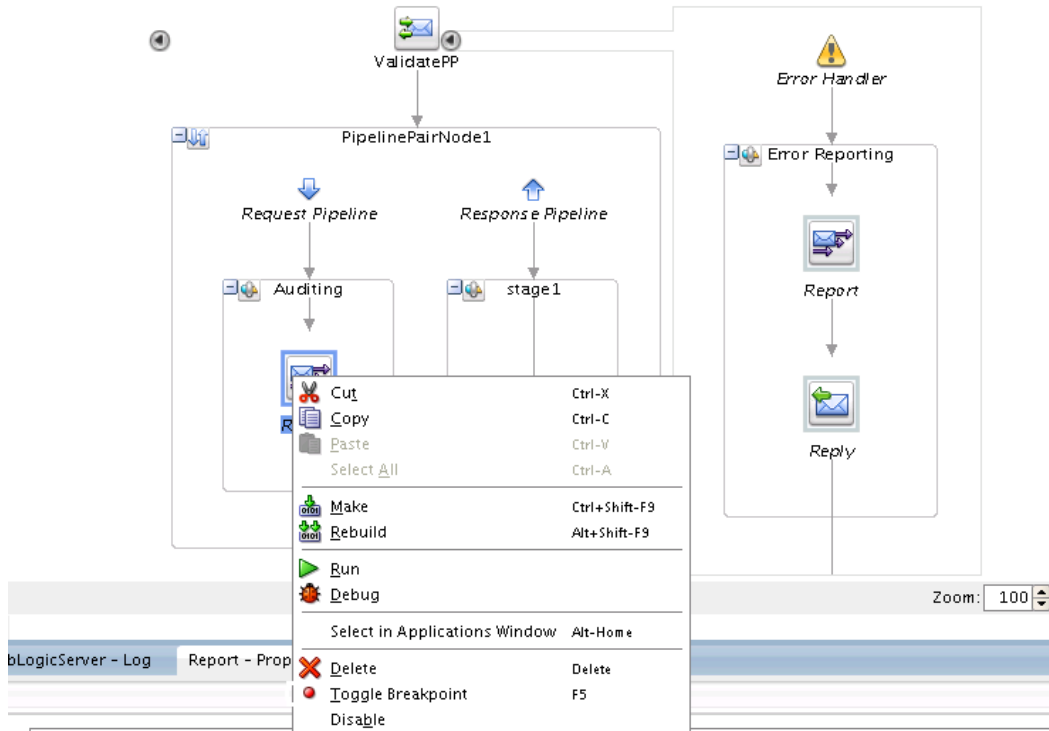 ValidatePP
Error Handler
PipelinePairNode1
Error Reporting
Request Pipeline
Response Pipeline
Auditing
stage1
Report
Reply
Cut Ctrl-X
Copy Ctrl-C
Paste Ctrl-V
Select All Ctrl-A
Make Ctrl+Shift-F9
Rebuild Alt+Shift-F9
Run
Debug
Select in Applications Window Alt-Home
Delete Delete
Toggle Breakpoint F5
Disable
Zoom: 100
bLogicServer - Log
Report - Prop